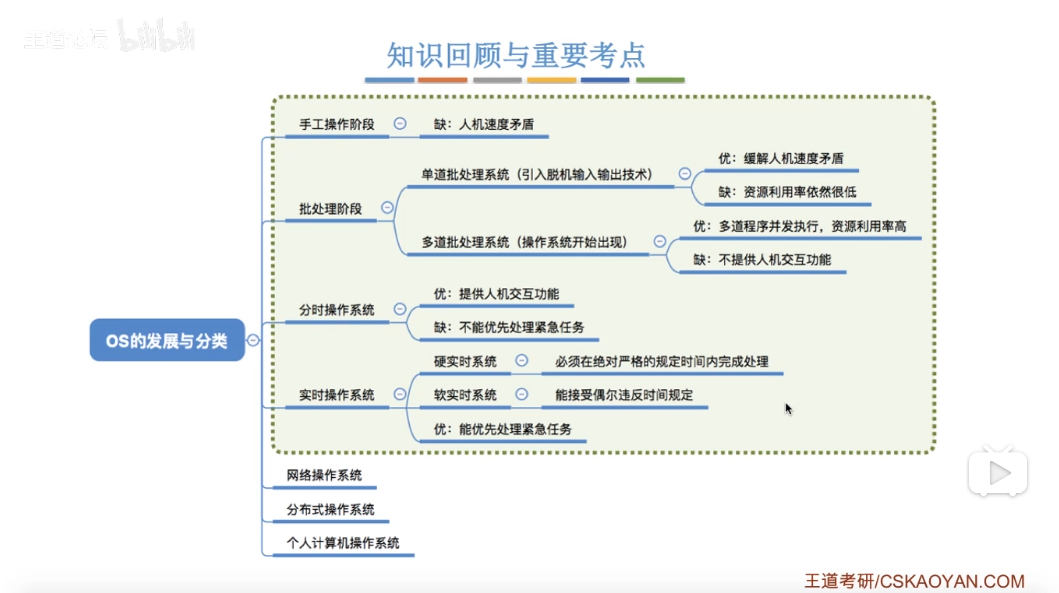 王道论坛 bilibili
知识回顾与重要考点
手工操作阶段
缺：人机速度矛盾
批处理阶段
单道批处理系统（引入脱机输入输出技术）
优：缓解人机速度矛盾
缺：资源利用率依然很低
多道批处理系统（操作系统开始出现）
优：多道程序并发执行，资源利用率高
缺：不提供人机交互功能
OS的发展与分类
分时操作系统
优：提供人机交互功能
缺：不能优先处理紧急任务
实时操作系统
硬实时系统
必须在绝对严格的规定时间内完成处理
软实时系统
能接受偶尔违反时间规定
优：能优先处理紧急任务
网络操作系统
分布式操作系统
个人计算机操作系统
王道考研/CSKAOYAN.COM